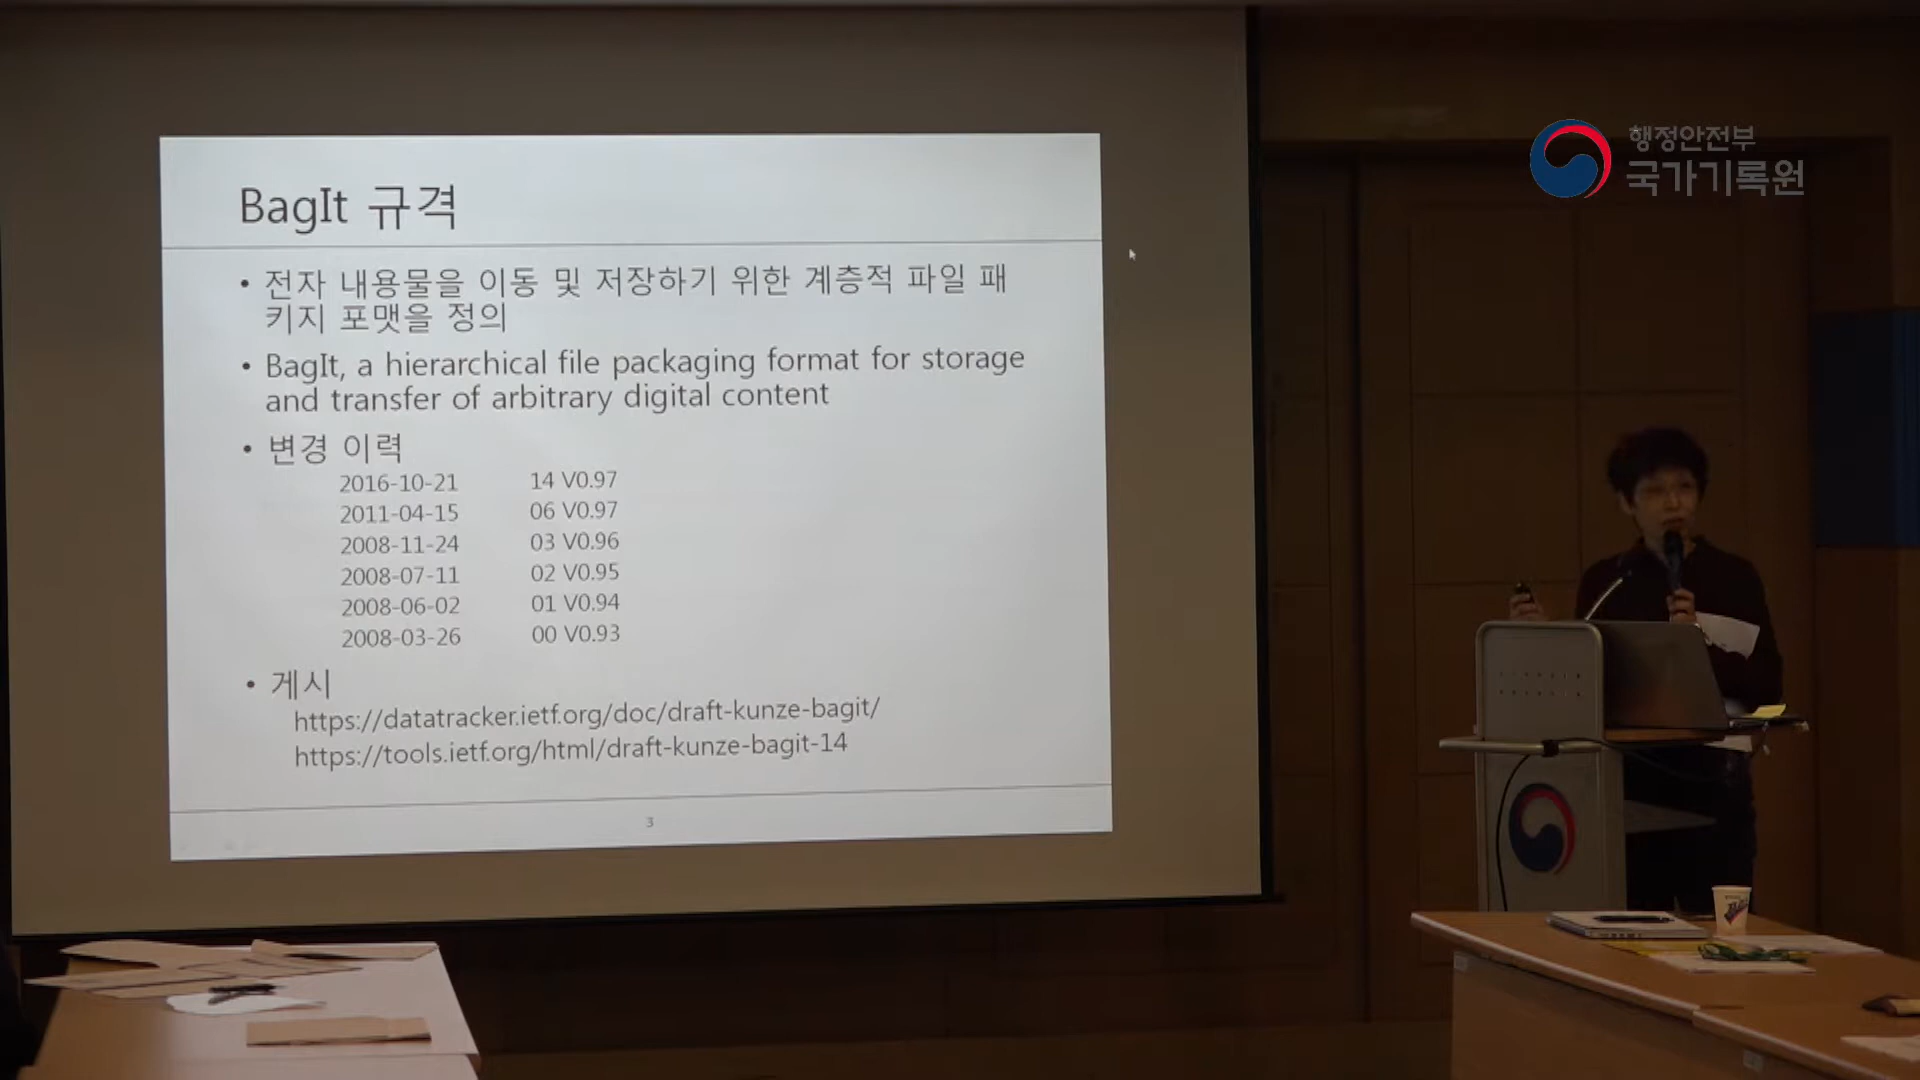 행정안전부
국가기록원
BagIt 규격
• 전자 내용물을 이동 및 저장하기 위한 계층적 파일 패
키지 포맷을 정의
• BagIt, a hierarchical file packaging format for storage
and transfer of arbitrary digital content
• 변경 이력
2016-10-21 14 V0.97
2011-04-15 06 V0.97
2008-11-24 03 V0.96
2008-07-11 02 V0.95
2008-06-02 01 V0.94
2008-03-26 00 V0.93
• 게시
https://datatracker.ietf.org/doc/draft-kunze-bagit/
https://tools.ietf.org/html/draft-kunze-bagit-14
3